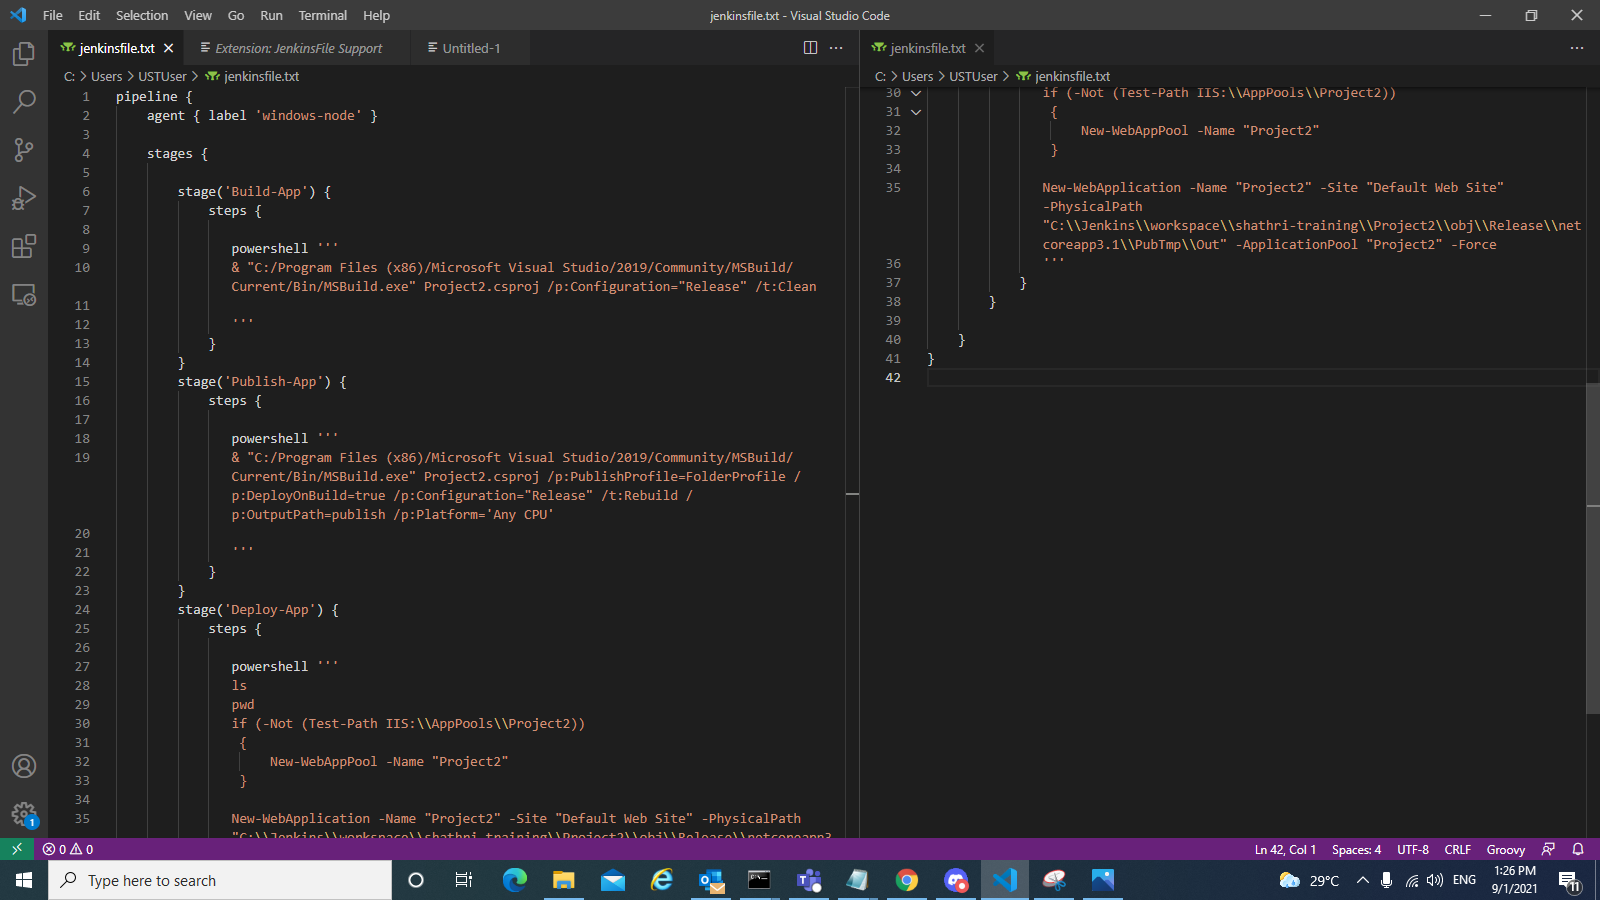 File Edit Selection View Go Run Terminal Help
jenkinsfile.txt - Visual Studio Code
jenkinsfile.txt Extension: JenkinsFile Support Untitled-1
C: > Users > USTUser > jenkinsfile.txt
1 pipeline {
2 agent { label 'windows-node' }
3
4 stages {
5
6 stage('Build-App') {
7 steps {
8
9 powershell '''
10 & "C:/Program Files (x86)/Microsoft Visual Studio/2019/Community/MSBuild/
Current/Bin/MSBuild.exe" Project2.csproj /p:Configuration="Release" /t:Clean
11
12 '''
13 }
14 }
15 stage('Publish-App') {
16 steps {
17
18 powershell '''
19 & "C:/Program Files (x86)/Microsoft Visual Studio/2019/Community/MSBuild/
Current/Bin/MSBuild.exe" Project2.csproj /p:PublishProfile=FolderProfile /
p:DeployOnBuild=true /p:Configuration="Release" /t:Rebuild /
p:OutputPath=publish /p:Platform='Any CPU'
20
21 '''
22 }
23 }
24 stage('Deploy-App') {
25 steps {
26
27 powershell '''
28 ls
29 pwd
30 if (-Not (Test-Path IIS:\\AppPools\\Project2))
31 {
32 New-WebAppPool -Name "Project2"
33 }
34
35 New-WebApplication -Name "Project2" -Site "Default Web Site" -PhysicalPath
"C:\\Jenkins\\workspace\\shathri-training\\Project2\\obj\\Release\\netcoreapp3
jenkinsfile.txt
C: > Users > USTUser > jenkinsfile.txt
30 if (-Not (Test-Path IIS:\\AppPools\\Project2))
31 {
32 New-WebAppPool -Name "Project2"
33 }
34
35 New-WebApplication -Name "Project2" -Site "Default Web Site"
-PhysicalPath
"C:\\Jenkins\\workspace\\shathri-training\\Project2\\obj\\Release\\net
coreapp3.1\\PubTmp\\Out" -ApplicationPool "Project2" -Force
36 '''
37 }
38 }
39
40 }
41 }
42
1
0 0 Ln 42, Col 1 Spaces: 4 UTF-8 CRLF Groovy
Type here to search
29°C ENG
1:26 PM
9/1/2021
11